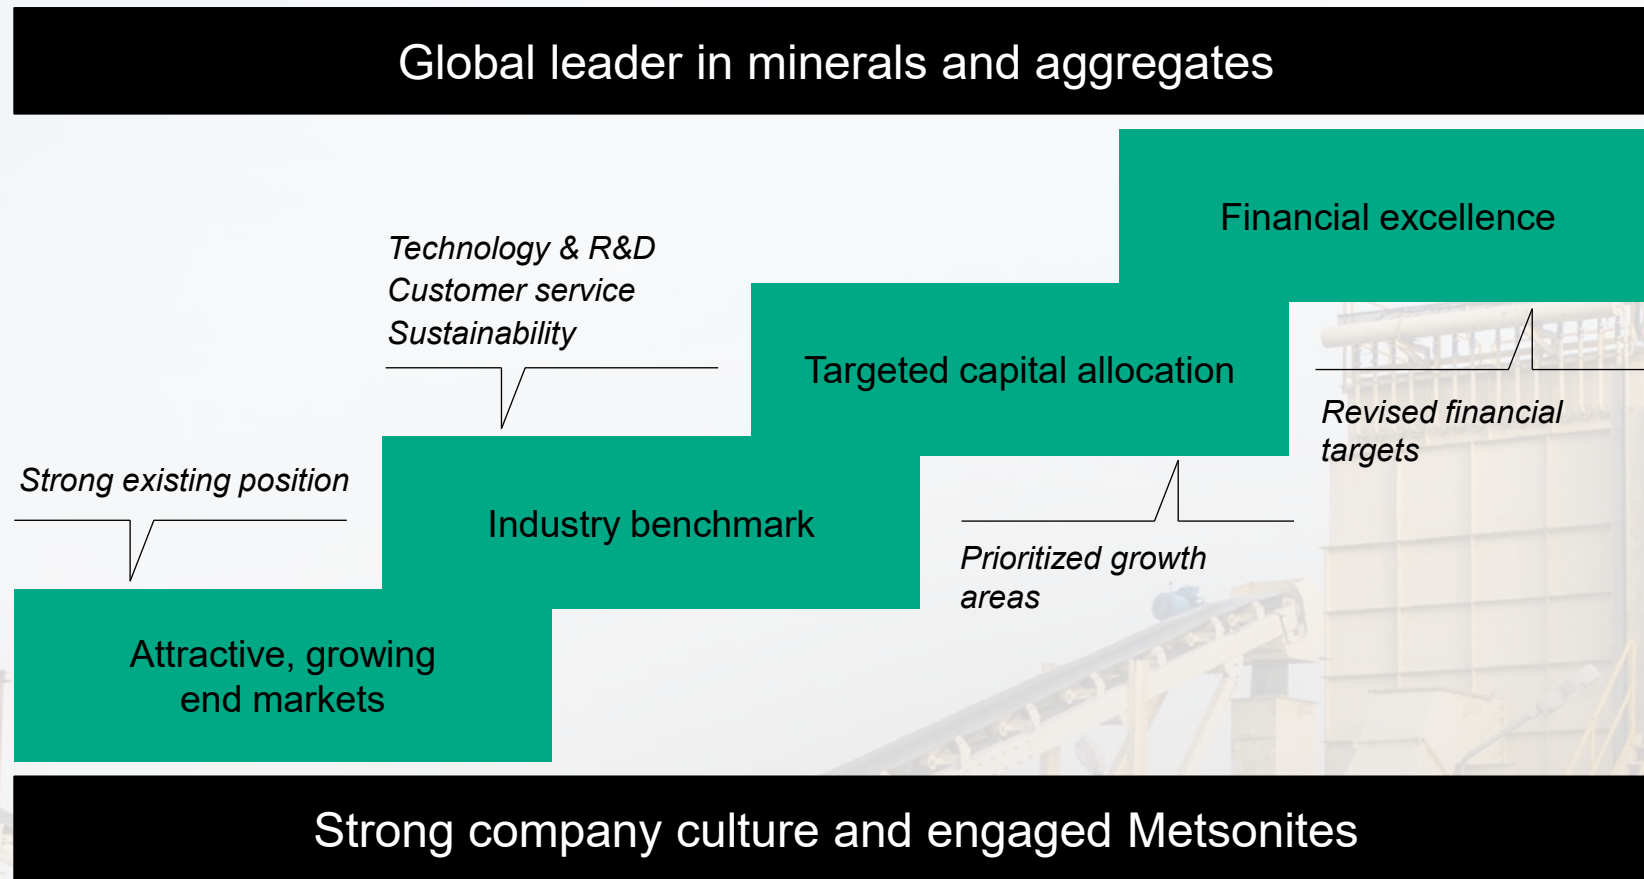 Global leader in minerals and aggregates
Financial excellence
Technology & R&D
Customer service
Sustainability
Targeted capital allocation
Revised financial
targets
Strong existing position
Industry benchmark
Prioritized growth
areas
Attractive, growing
end markets
Strong company culture and engaged Metsonites